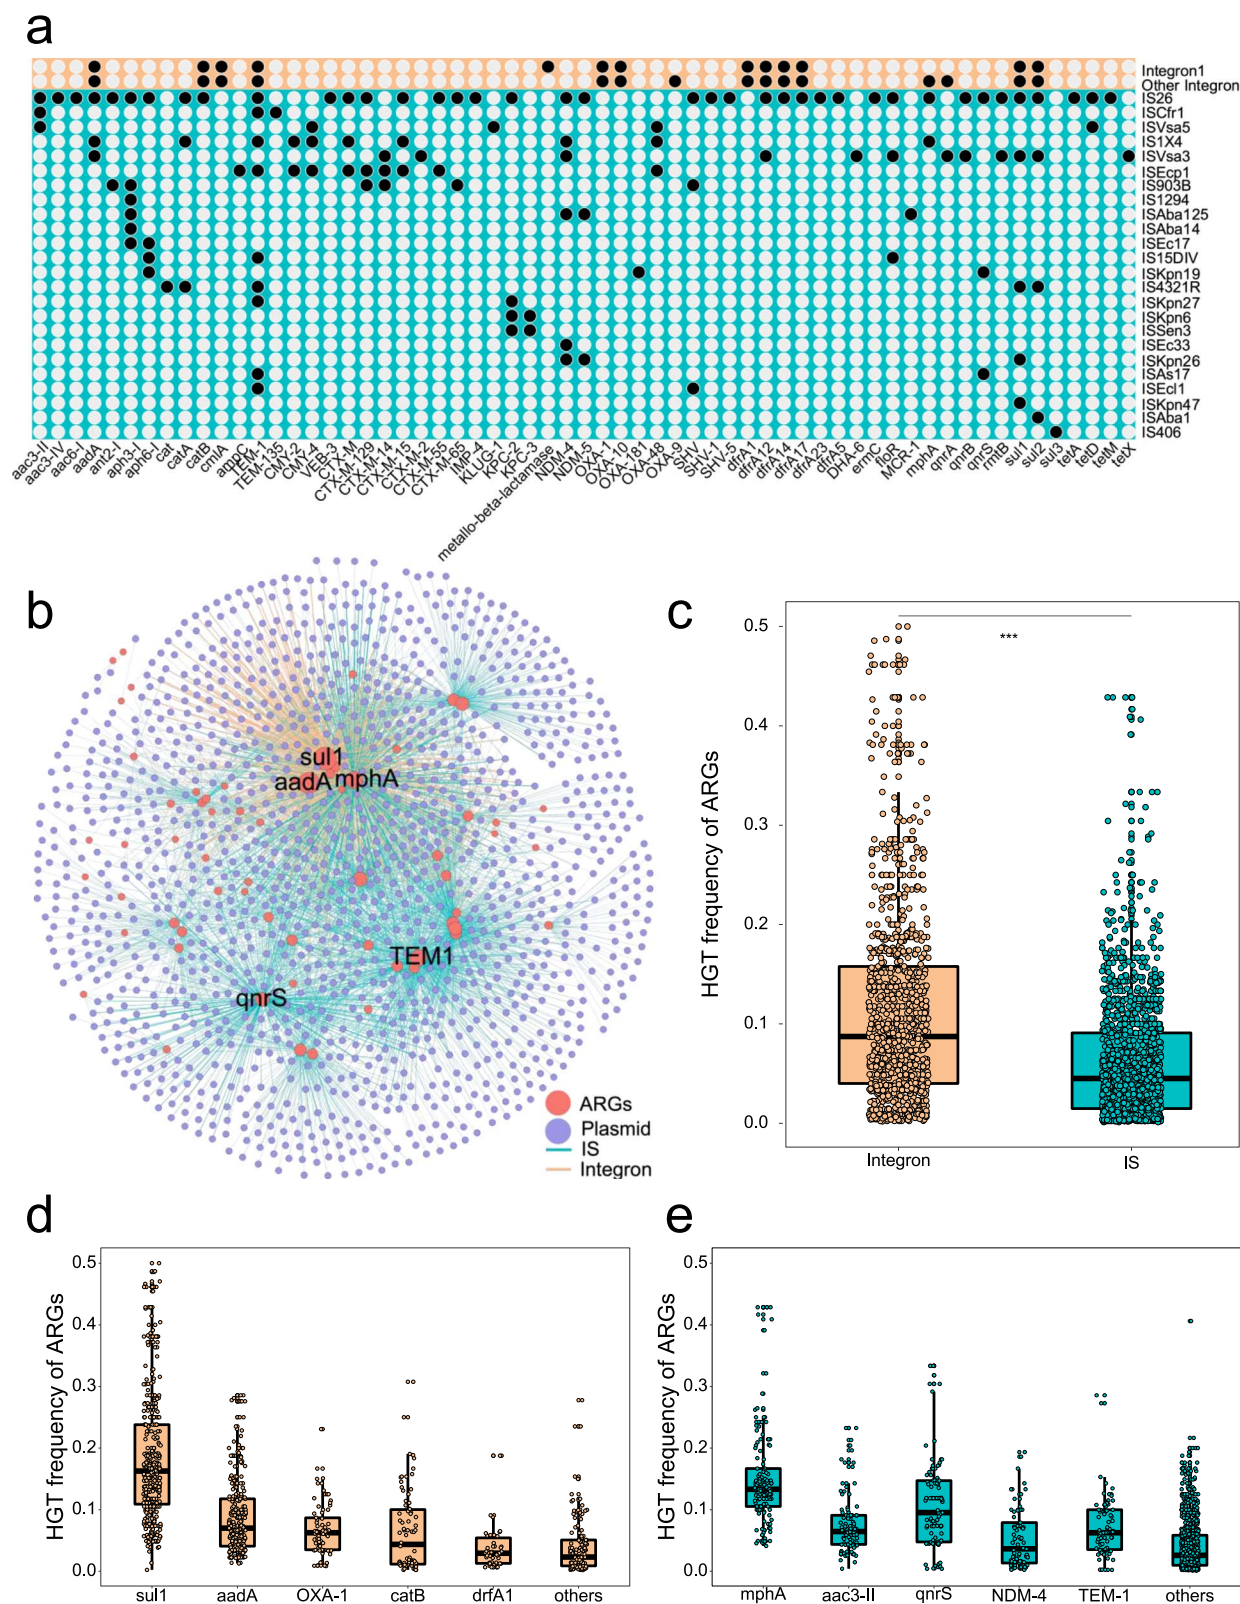 a
Integron1
Other Integron
IS26
ISCfr1
ISVsa5
IS1X4
ISVsa3
ISEcp1
IS903B
IS1294
ISAba125
ISAba14
ISEc17
IS15DIV
ISKpn19
IS4321R
ISKpn27
ISKpn6
ISSen3
ISEc33
ISKpn26
ISAs17
ISEcl1
ISKpn47
ISAba1
IS406
aac3-II
aac3-IV
aac6-I
aadA
ant2-I
aph3-I
aph6-I
cat
catA
catB
cmlA
ampC
TEM-1
TEM-135
CMY-2
CMY-4
VEB-3
CTX-M
CTX-M-129
CTX-M-14
CTX-M-15
CTX-M-2
CTX-M-55
CTX-M-65
IMP-4
KLUG-1
KPC-2
KPC-3
metallo-beta-lactamase
NDM-4
NDM-5
OXA-1
OXA-10
OXA-181
OXA-48
OXA-9
SHV
SHV-1
SHV-5
dfrA1
dfrA12
dfrA14
dfrA17
dfrA23
dfrA5
DHA-6
ermC
floR
MCR-1
mphA
qnrA
qnrB
qnrS
rmtB
sul1
sul2
sul3
tetA
tetD
tetM
tetX
b
sul1
aadA mphA
TEM1
qnrS
ARGs
Plasmid
IS
Integron
c
HGT frequency of ARGs
0.5
0.4
0.3
0.2
0.1
0.0
***
Integron
IS
d
HGT frequency of ARGs
0.5
0.4
0.3
0.2
0.1
0.0
sul1
aadA
OXA-1
catB
drfA1
others
e
HGT frequency of ARGs
0.5
0.4
0.3
0.2
0.1
0.0
mphA
aac3-II
qnrS
NDM-4
TEM-1
others